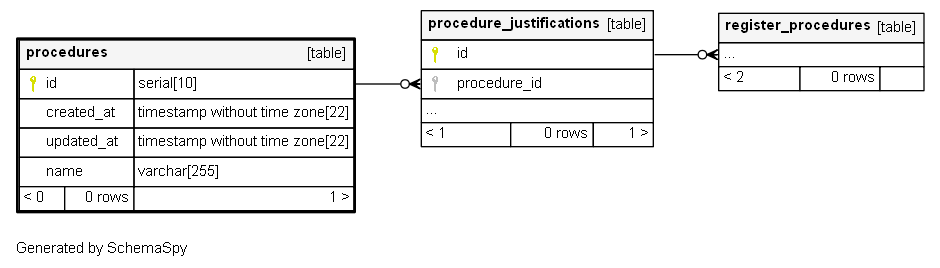 procedures [table]
id serial[10]
created_at timestamp without time zone[22]
updated_at timestamp without time zone[22]
name varchar[255]
< 0 0 rows 1 >
procedure_justifications [table]
id
procedure_id
...
< 1 0 rows 1 >
register_procedures [table]
...
< 2 0 rows
Generated by SchemaSpy